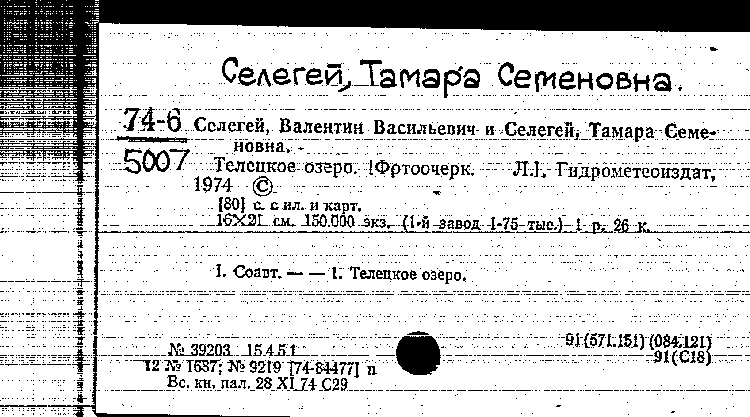 Селегей, Тамара Семеновна.
74-6
5007
Селегей, Валентин Васильевич и Селегей, Тамара Семе-
новна.
Телецкое озеро. [Фотоочерк. Л.]. Гидрометеоиздат,
1974 ©
[80] с. с ил. и карт.
16×21 см. 150.000 экз. (1-й завод 1-75 тыс.) 1 р. 26 к.
I. Соавт. — — 1. Телецкое озеро.
№ 39203 15.4.5.1
91(571.151)(084.121)
91(С18)
12 № 1687; № 9219 [74-84477] п
Вс. кн. пал. 28 XI 74 С29